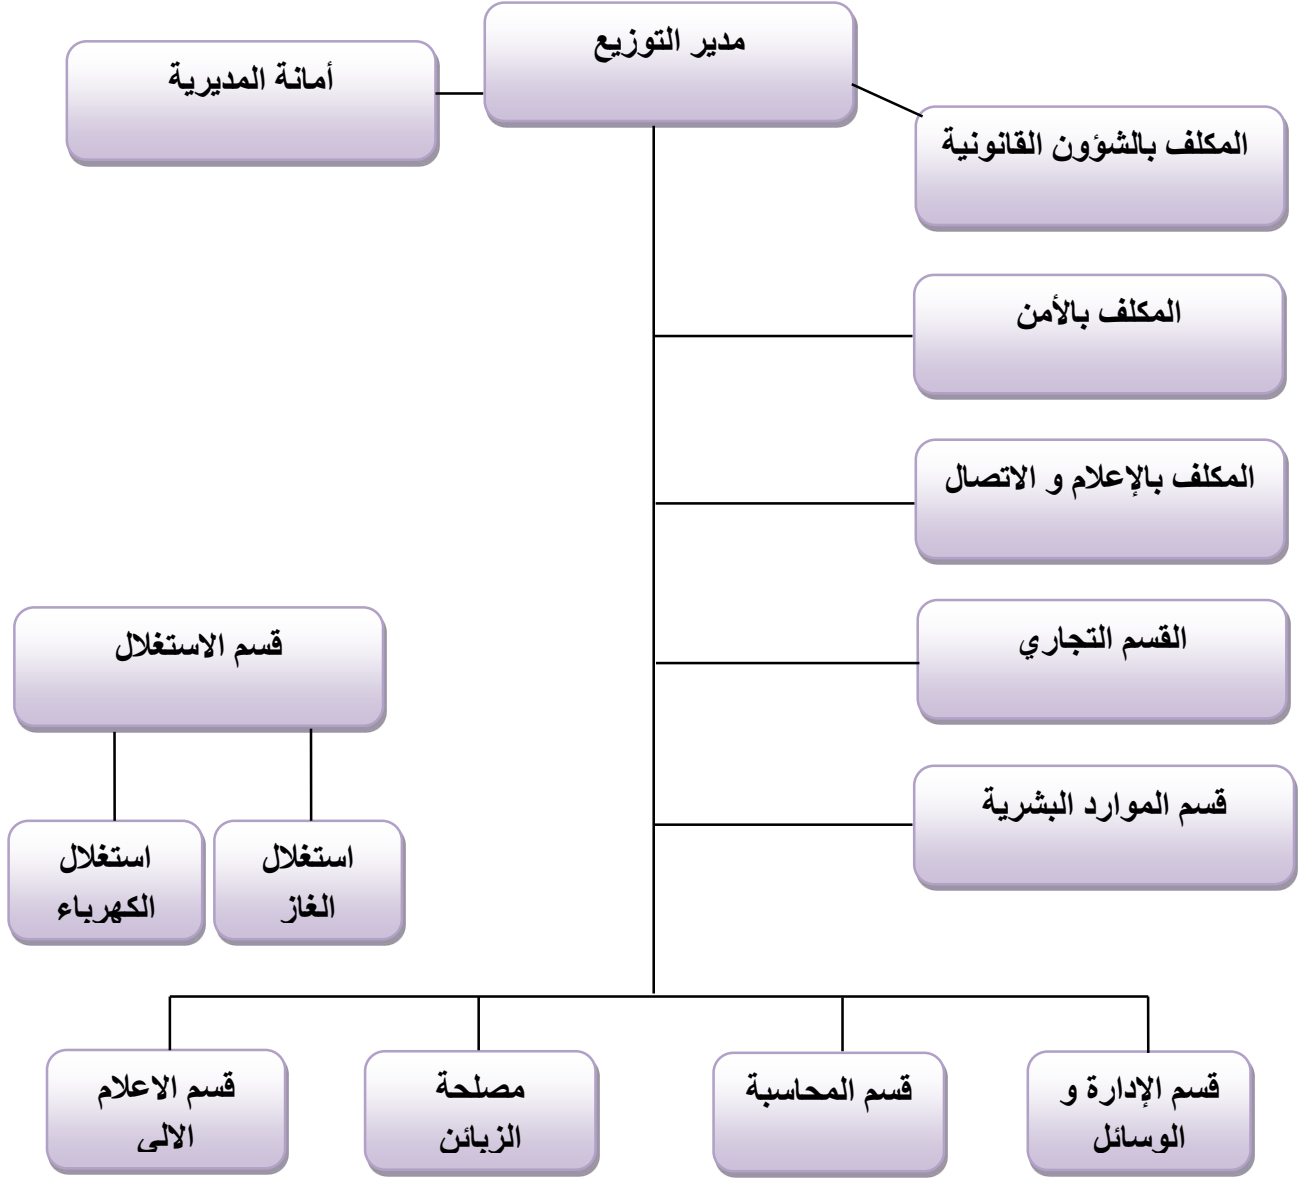 مدير التوزيع
أمانة المديرية
المكلف بالشؤون القانونية
المكلف بالأمن
المكلف بالإعلام و الاتصال
القسم التجاري
قسم الاستغلال
قسم الموارد البشرية
استغلال
الغاز
استغلال
الكهرباء
قسم الإدارة و
الوسائل
قسم المحاسبة
مصلحة
الزبائن
قسم الاعلام
الالي